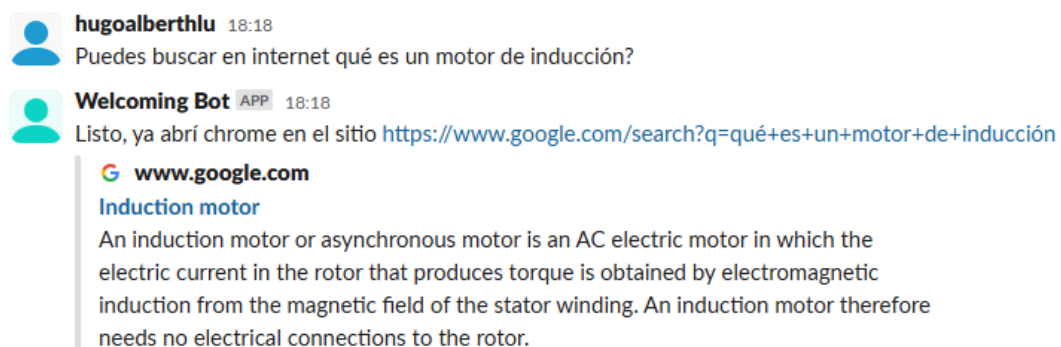 hugoalberthlu 18:18
Puedes buscar en internet qué es un motor de inducción?
Welcoming Bot APP 18:18
Listo, ya abrí chrome en el sitio https://www.google.com/search?q=qué+es+un+motor+de+inducción
www.google.com
Induction motor
An induction motor or asynchronous motor is an AC electric motor in which the
electric current in the rotor that produces torque is obtained by electromagnetic
induction from the magnetic field of the stator winding. An induction motor therefore
needs no electrical connections to the rotor.